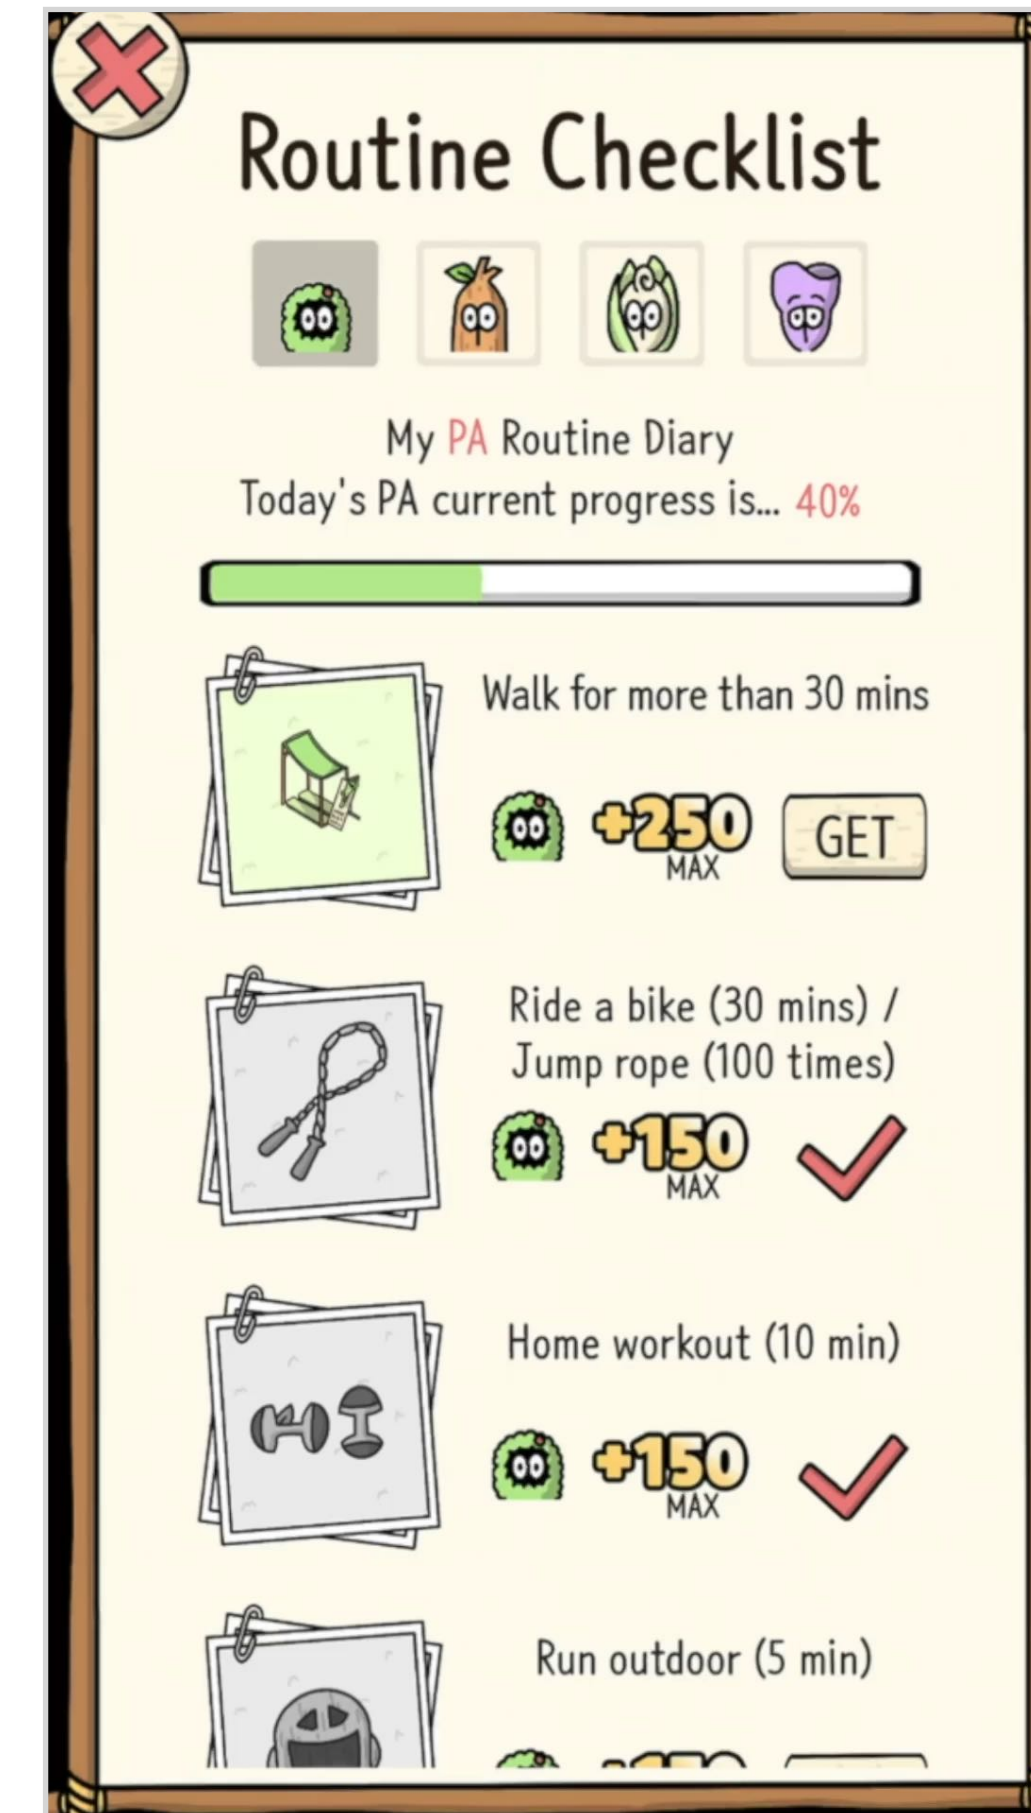 Routine Checklist
My PA Routine Diary
Today's PA current progress is... 40%
Walk for more than 30 mins
+250
MAX
GET
Ride a bike (30 mins) /
Jump rope (100 times)
+150
MAX
Home workout (10 min)
+150
MAX
Run outdoor (5 min)